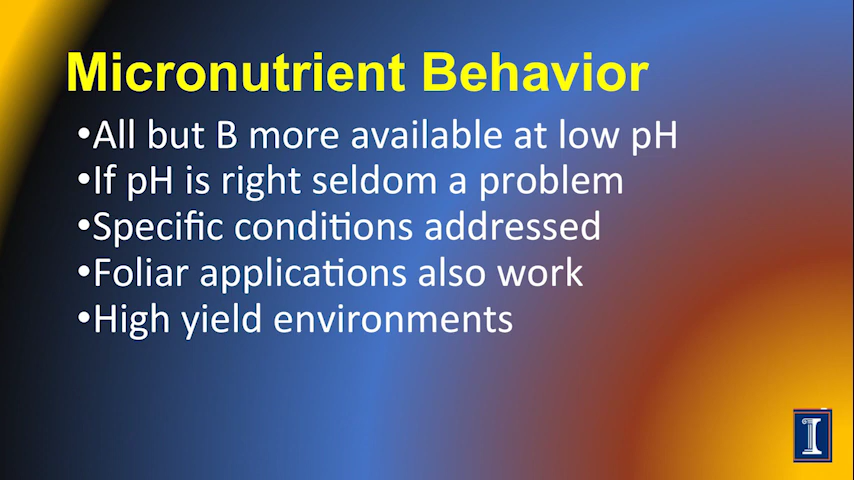 Micronutrient Behavior
•All but B more available at low pH
•If pH is right seldom a problem
•Specific conditions addressed
•Foliar applications also work
•High yield environments
I